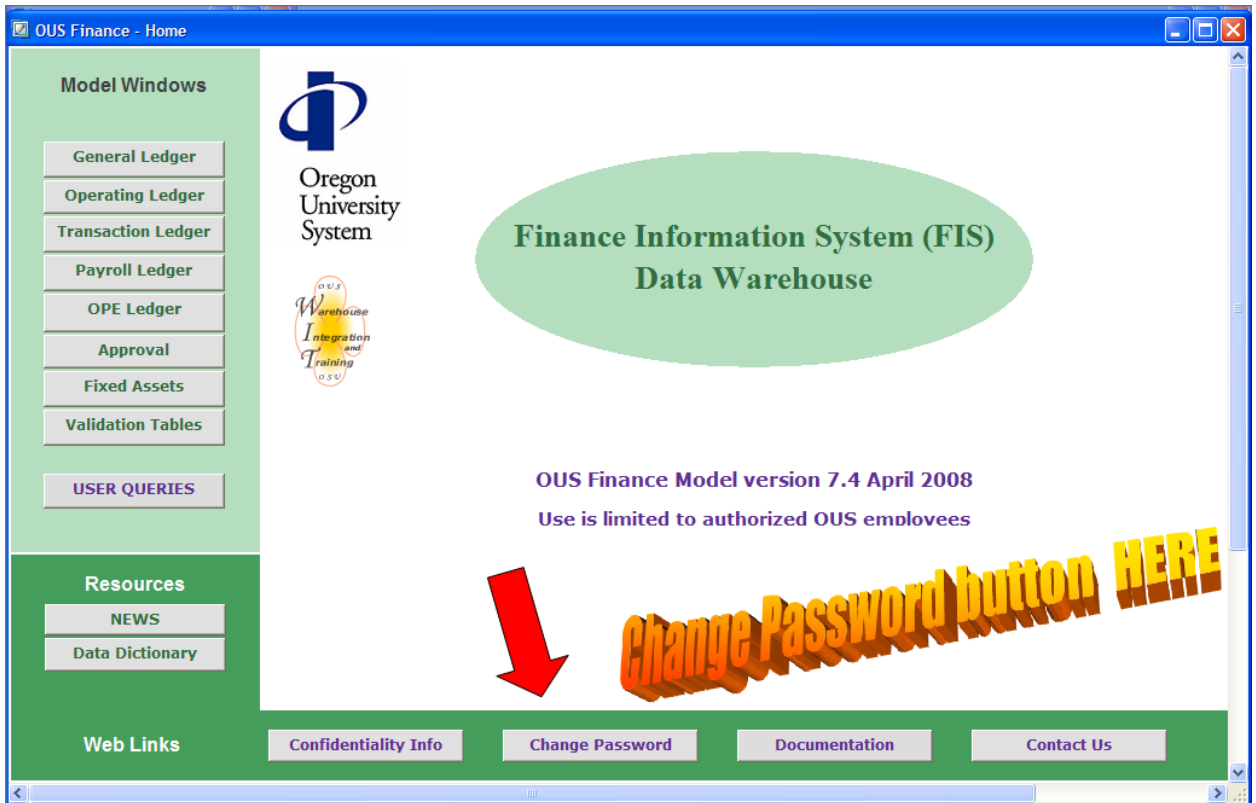 OUS Finance - Home
Model Windows
General Ledger
Operating Ledger
Transaction Ledger
Payroll Ledger
OPE Ledger
Approval
Fixed Assets
Validation Tables
USER QUERIES
Resources
NEWS
Data Dictionary
Oregon
University
System
OUS
Warehouse
Integration
and
Training
OSU
Finance Information System (FIS)
Data Warehouse
OUS Finance Model version 7.4 April 2008
Use is limited to authorized OUS employees
Change Password button HERE
Web Links
Confidentiality Info
Change Password
Documentation
Contact Us